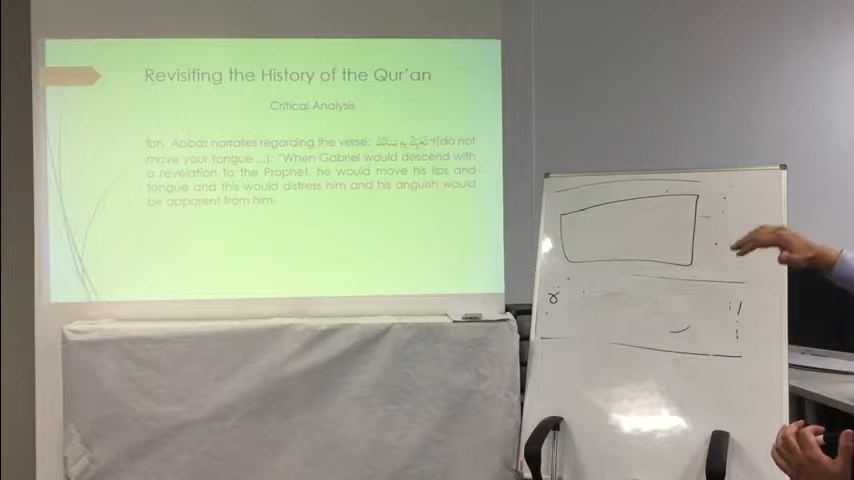 Revisiting the History of the Qur'an
Critical Analysis
Ibn 'Abbas narrates regarding the verse: [do not
move your tongue ...]: "When Gabriel would descend with
a revelation to the Prophet, he would move his lips and
tongue and this would distress him and his anguish would
be apparent from him.